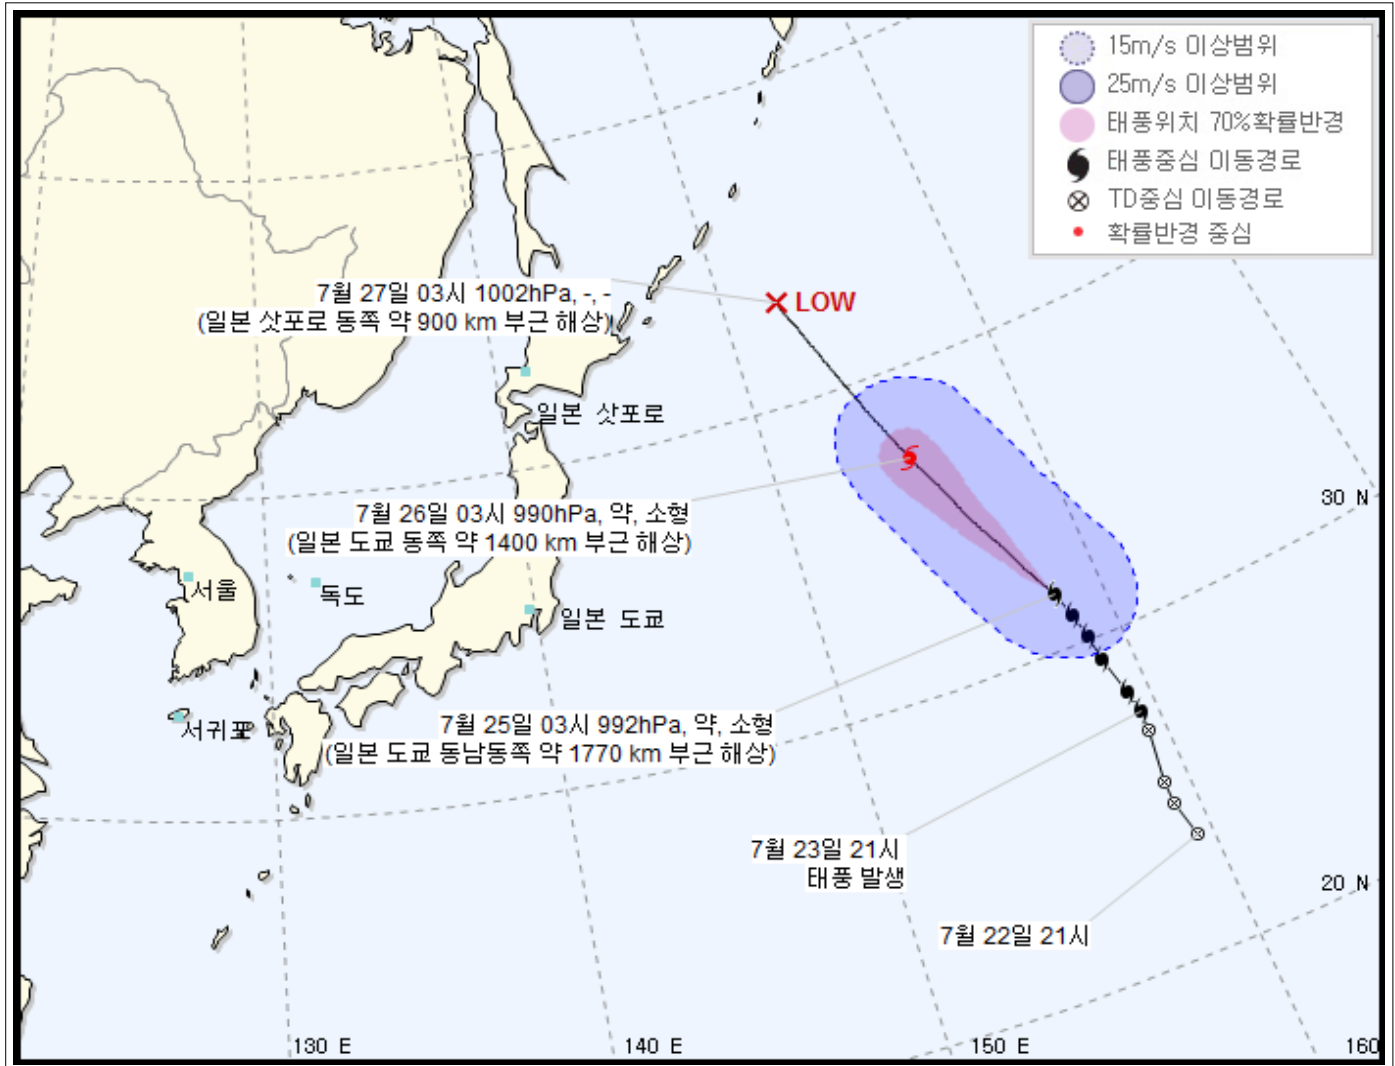 15m/s 이상범위
25m/s 이상범위
태풍위치 70%확률반경
태풍중심 이동경로
TD중심 이동경로
확률반경 중심
7월 27일 03시 1002hPa, -, -
(일본 삿포로 동쪽 약 900 km 부근 해상)
LOW
일본 삿포로
30 N
7월 26일 03시 990hPa, 약, 소형
(일본 도쿄 동쪽 약 1400 km 부근 해상)
서울
독도
일본 도쿄
서귀포
7월 25일 03시 992hPa, 약, 소형
(일본 도쿄 동남동쪽 약 1770 km 부근 해상)
7월 23일 21시
태풍 발생
20 N
7월 22일 21시
130 E
140 E
150 E
160